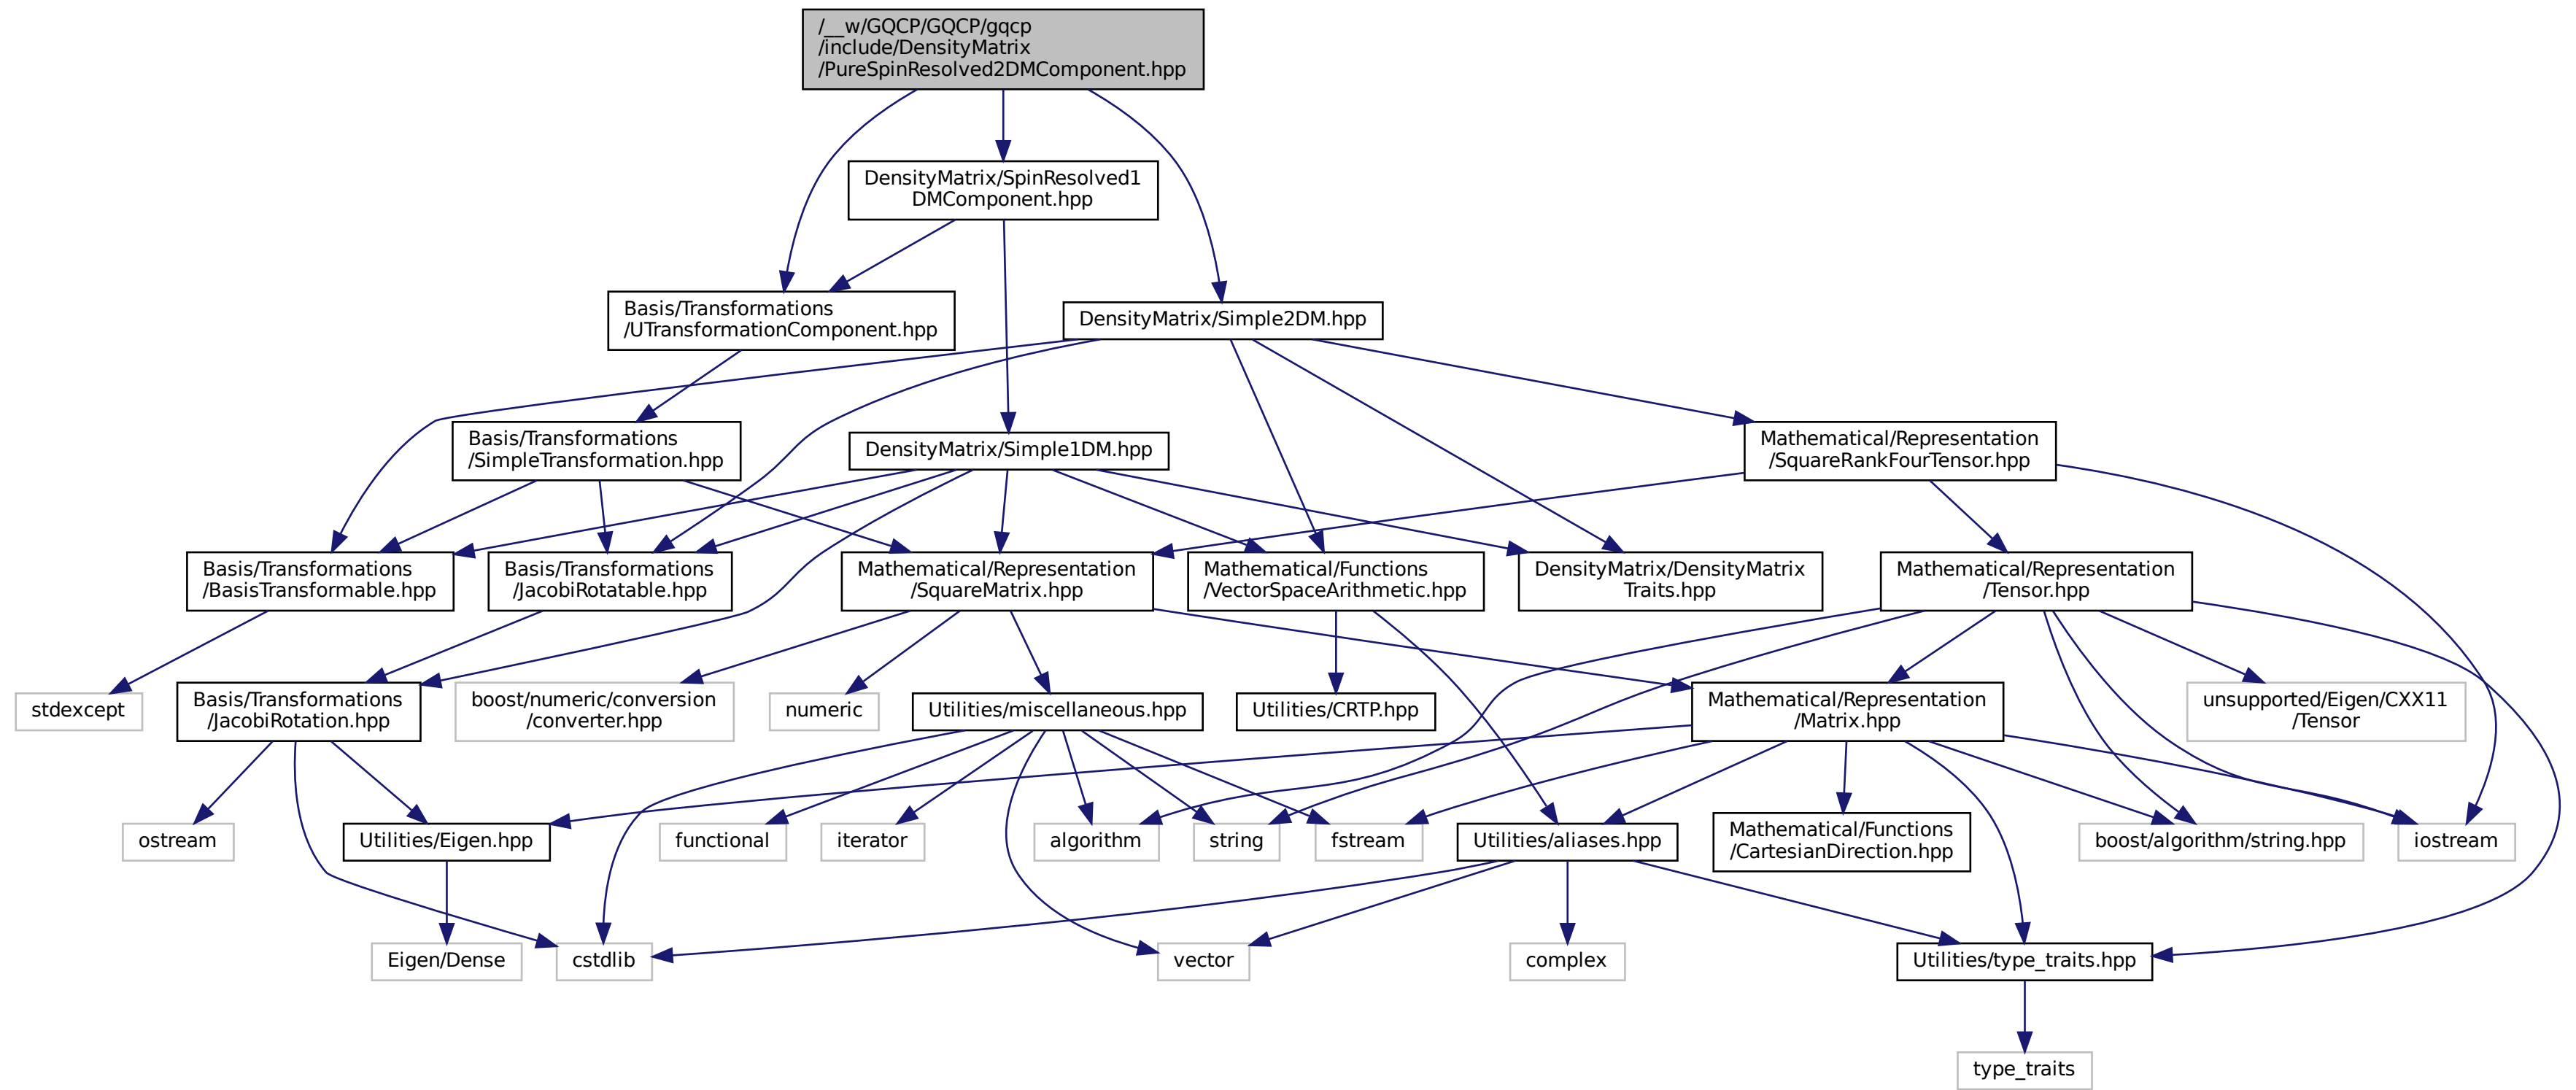 /__w/GQCP/GQCP/gqcp
/include/DensityMatrix
/PureSpinResolved2DMComponent.hpp
DensityMatrix/SpinResolved1
DMComponent.hpp
Basis/Transformations
/UTransformationComponent.hpp
DensityMatrix/Simple2DM.hpp
Basis/Transformations
/SimpleTransformation.hpp
DensityMatrix/Simple1DM.hpp
Mathematical/Representation
/SquareRankFourTensor.hpp
Basis/Transformations
/BasisTransformable.hpp
Basis/Transformations
/JacobiRotatable.hpp
Mathematical/Representation
/SquareMatrix.hpp
Mathematical/Functions
/VectorSpaceArithmetic.hpp
DensityMatrix/DensityMatrix
Traits.hpp
Mathematical/Representation
/Tensor.hpp
stdexcept
Basis/Transformations
/JacobiRotation.hpp
boost/numeric/conversion
/converter.hpp
numeric
Utilities/miscellaneous.hpp
Utilities/CRTP.hpp
Mathematical/Representation
/Matrix.hpp
unsupported/Eigen/CXX11
/Tensor
ostream
Utilities/Eigen.hpp
functional
iterator
algorithm
string
fstream
Utilities/aliases.hpp
Mathematical/Functions
/CartesianDirection.hpp
boost/algorithm/string.hpp
iostream
Eigen/Dense
cstdlib
vector
complex
Utilities/type_traits.hpp
type_traits